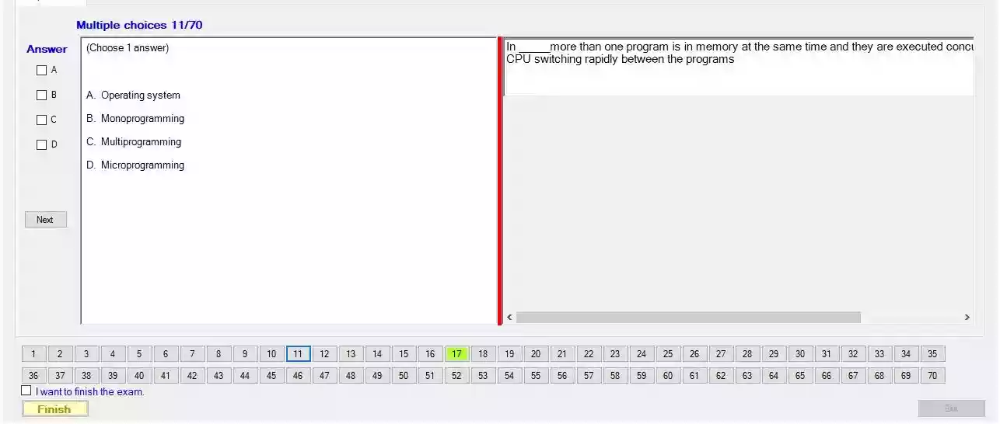 Multiple choices 11/70
Answer
A
B
C
D
Next
(Choose 1 answer)
A. Operating system
B. Monoprogramming
C. Multiprogramming
D. Microprogramming
In _____more than one program is in memory at the same time and they are executed
CPU switching rapidly between the programs
1 2 3 4 5 6 7 8 9 10 11 12 13 14 15 16 17 18 19 20 21 22 23 24 25 26 27 28 29 30 31 32 33 34 35
36 37 38 39 40 41 42 43 44 45 46 47 48 49 50 51 52 53 54 55 56 57 58 59 60 61 62 63 64 65 66 67 68 69 70
I want to finish the exam.
Finish
Exit